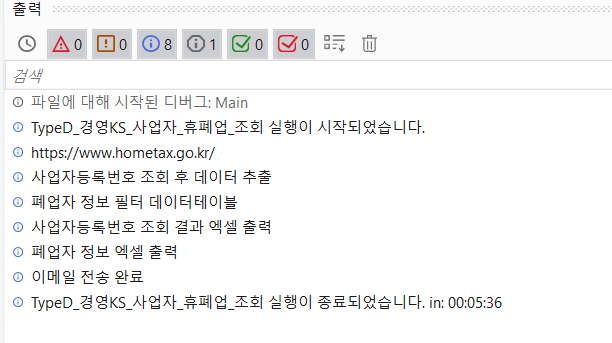 출력
0 0 8 1 0 0
검색
파일에 대해 시작된 디버그: Main
TypeD_경영KS_사업자_휴폐업_조회 실행이 시작되었습니다.
https://www.hometax.go.kr/
사업자등록번호 조회 후 데이터 추출
폐업자 정보 필터 데이터테이블
사업자등록번호 조회 결과 엑셀 출력
폐업자 정보 엑셀 출력
이메일 전송 완료
TypeD_경영KS_사업자_휴폐업_조회 실행이 종료되었습니다. in: 00:05:36